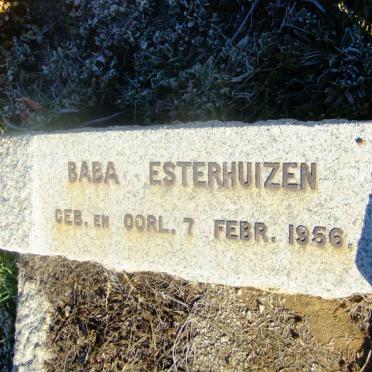 BABA ESTERHUIZEN
GEB. EN OORL. 7 FEBR. 1956.